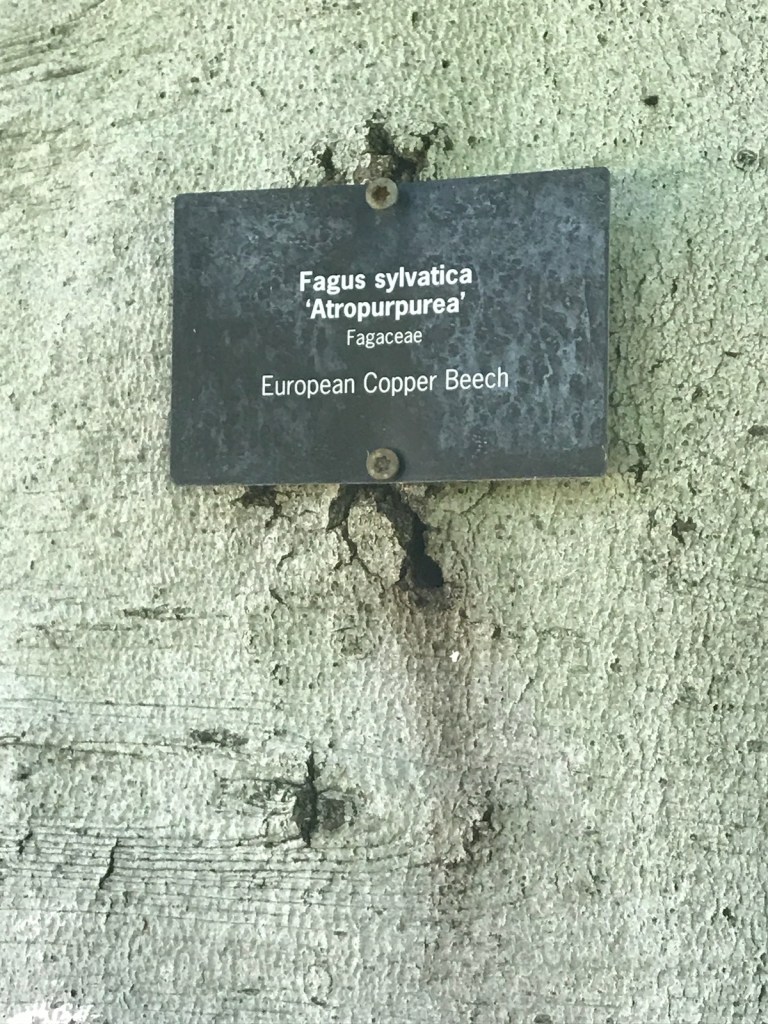 Fagus sylvatica
‘Atropurpurea’
Fagaceae
European Copper Beech